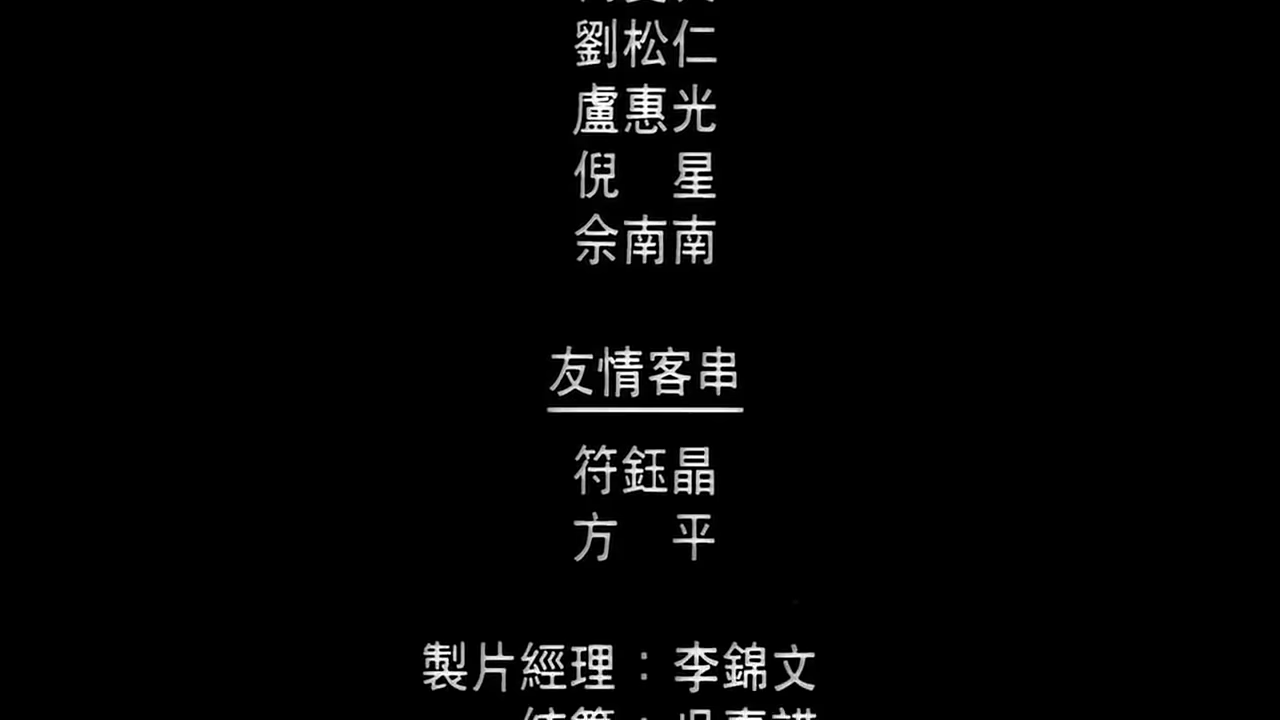 劉松仁
盧惠光
倪　星
佘南南
友情客串
符鈺晶
方　平
製片經理：李錦文